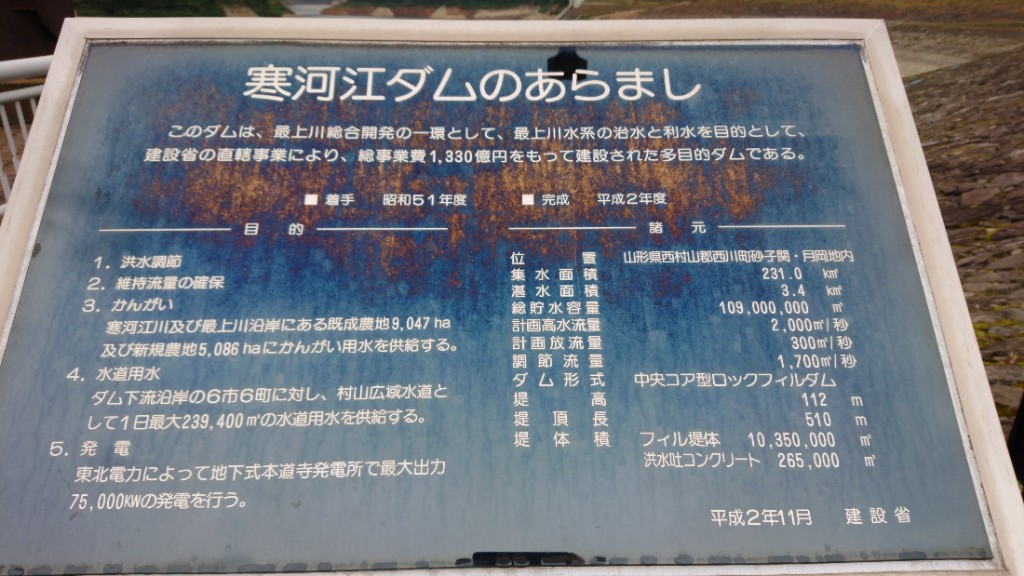 寒河江ダムのあらまし
このダムは、最上川総合開発の一環として、最上川水系の治水と利水を目的として、
建設省の直轄事業により、総事業費1,330億円をもって建設された多目的ダムである。
■ 着手　昭和51年度　■ 完成　平成2年度
目　的
1. 洪水調節
2. 維持流量の確保
3. かんがい
寒河江川及び最上川沿岸にある既成農地9,047ha
及び新規農地5,086haにかんがい用水を供給する。
4. 水道用水
ダム下流沿岸の6市6町に対し、村山広域水道と
して1日最大239,400㎥の水道用水を供給する。
5. 発　電
東北電力によって地下式本道寺発電所で最大出力
75,000KWの発電を行う。
諸　元
位　置　山形県西村山郡西川町砂子関・月岡地内
集水面積　231.0　㎢
湛水面積　3.4　㎢
総貯水容量　109,000,000　㎥
計画高水流量　2,000㎥/秒
計画放流量　300㎥/秒
調節流量　1,700㎥/秒
ダム形式　中央コア型ロックフィルダム
堤　高　112　m
堤頂長　510　m
堤体積　フィル堤体　10,350,000　㎥
洪水吐コンクリート　265,000　㎥
平成2年11月　建設省